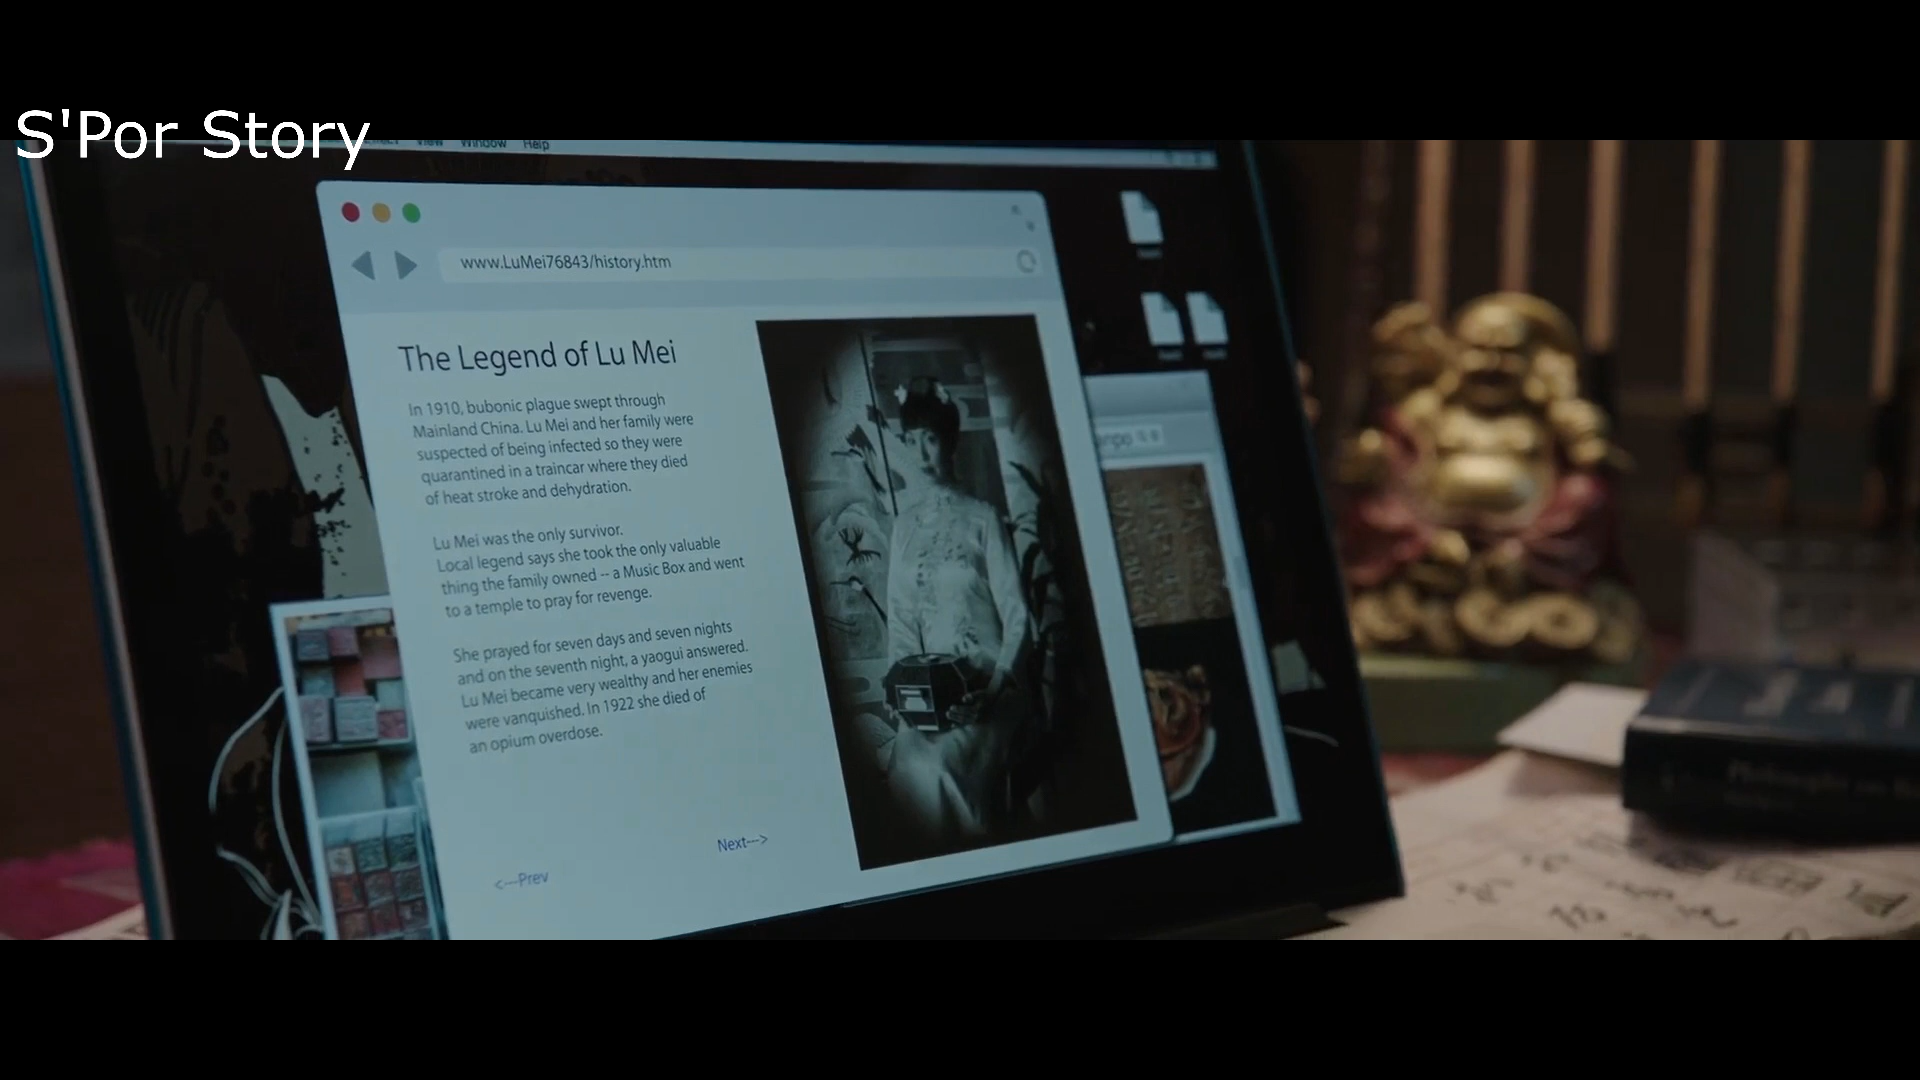 S'Por Story
View Window Help
www.LuMei76843/history.htm
The Legend of Lu Mei
In 1910, bubonic plague swept through
Mainland China. Lu Mei and her family were
suspected of being infected so they were
quarantined in a traincar where they died
of heat stroke and dehydration.
Lu Mei was the only survivor.
Local legend says she took the only valuable
thing the family owned -- a Music Box and went
to a temple to pray for revenge.
She prayed for seven days and seven nights
and on the seventh night, a yaogui answered.
Lu Mei became very wealthy and her enemies
were vanquished. In 1922 she died of
an opium overdose.
Next--->
<---Prev